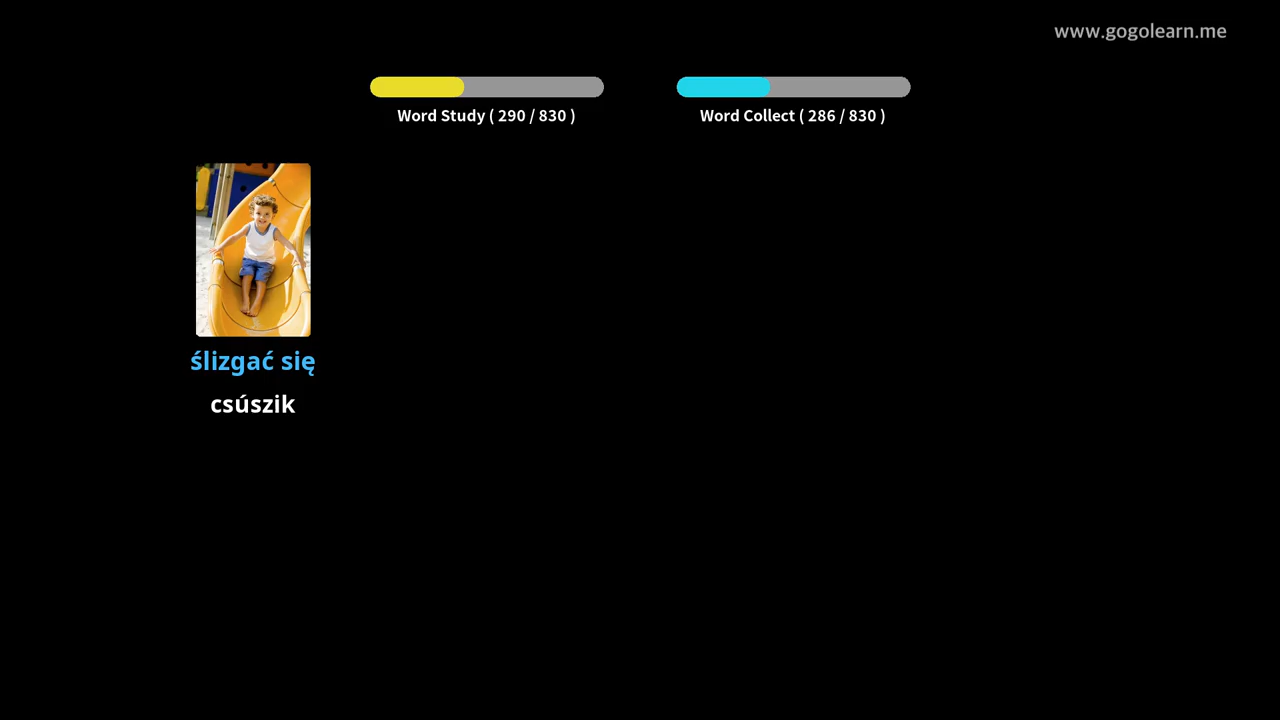 www.gogolearn.me
Word Study ( 290 / 830 )
Word Collect ( 286 / 830 )
ślizgać się
csúszik